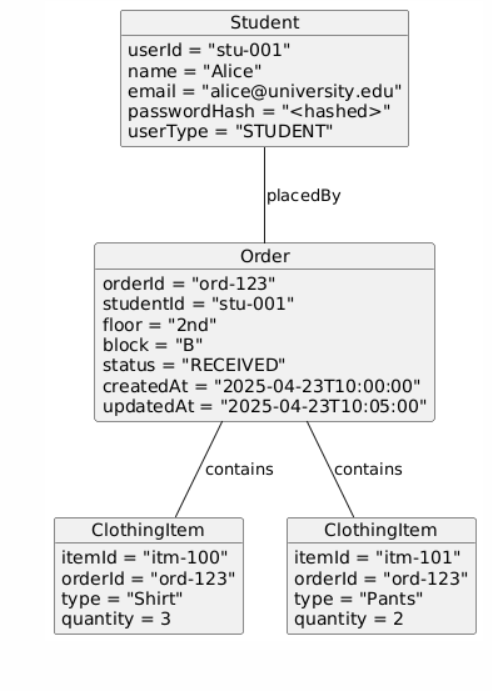 Student
userId = "stu-001"
name = "Alice"
email = "alice@university.edu"
passwordHash = "<hashed>"
userType = "STUDENT"
placedBy
Order
orderId = "ord-123"
studentId = "stu-001"
floor = "2nd"
block = "B"
status = "RECEIVED"
createdAt = "2025-04-23T10:00:00"
updatedAt = "2025-04-23T10:05:00"
contains
contains
ClothingItem
itemId = "itm-100"
orderId = "ord-123"
type = "Shirt"
quantity = 3
ClothingItem
itemId = "itm-101"
orderId = "ord-123"
type = "Pants"
quantity = 2